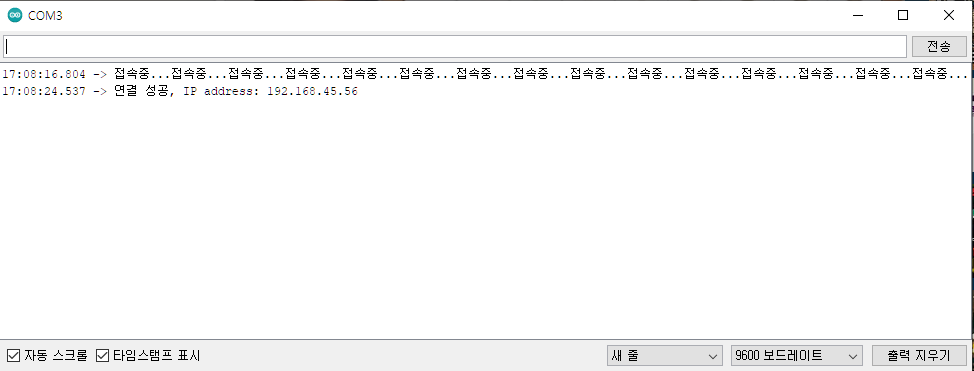 COM3
전송
17:08:16.804 -> 접속중...접속중...접속중...접속중...접속중...접속중...접속중...접속중...접속중...접속중...접속중...접속중...접속중...접속중...접속중...
17:08:24.537 -> 연결 성공, IP address: 192.168.45.56
자동 스크롤 타임스탬프 표시 새 줄 9600 보드레이트 출력 지우기